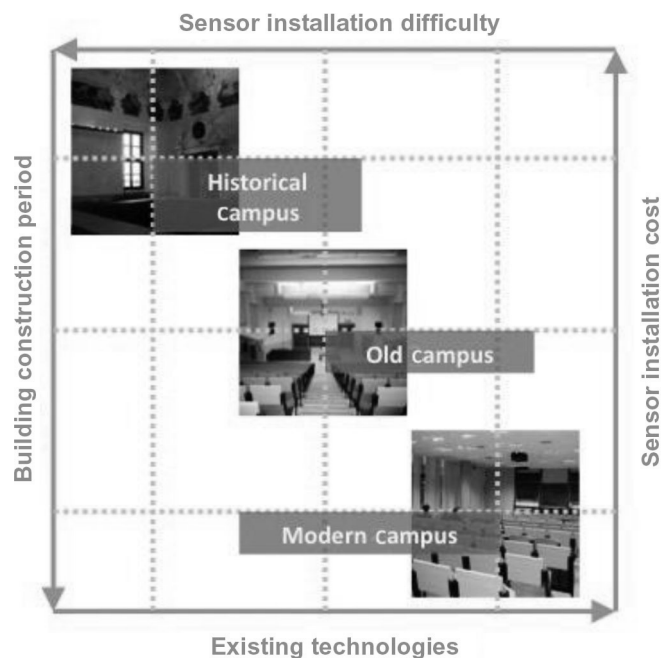 Sensor installation difficulty
Building construction period
Historical
campus
Old campus
Sensor installation cost
Modern campus
Existing technologies